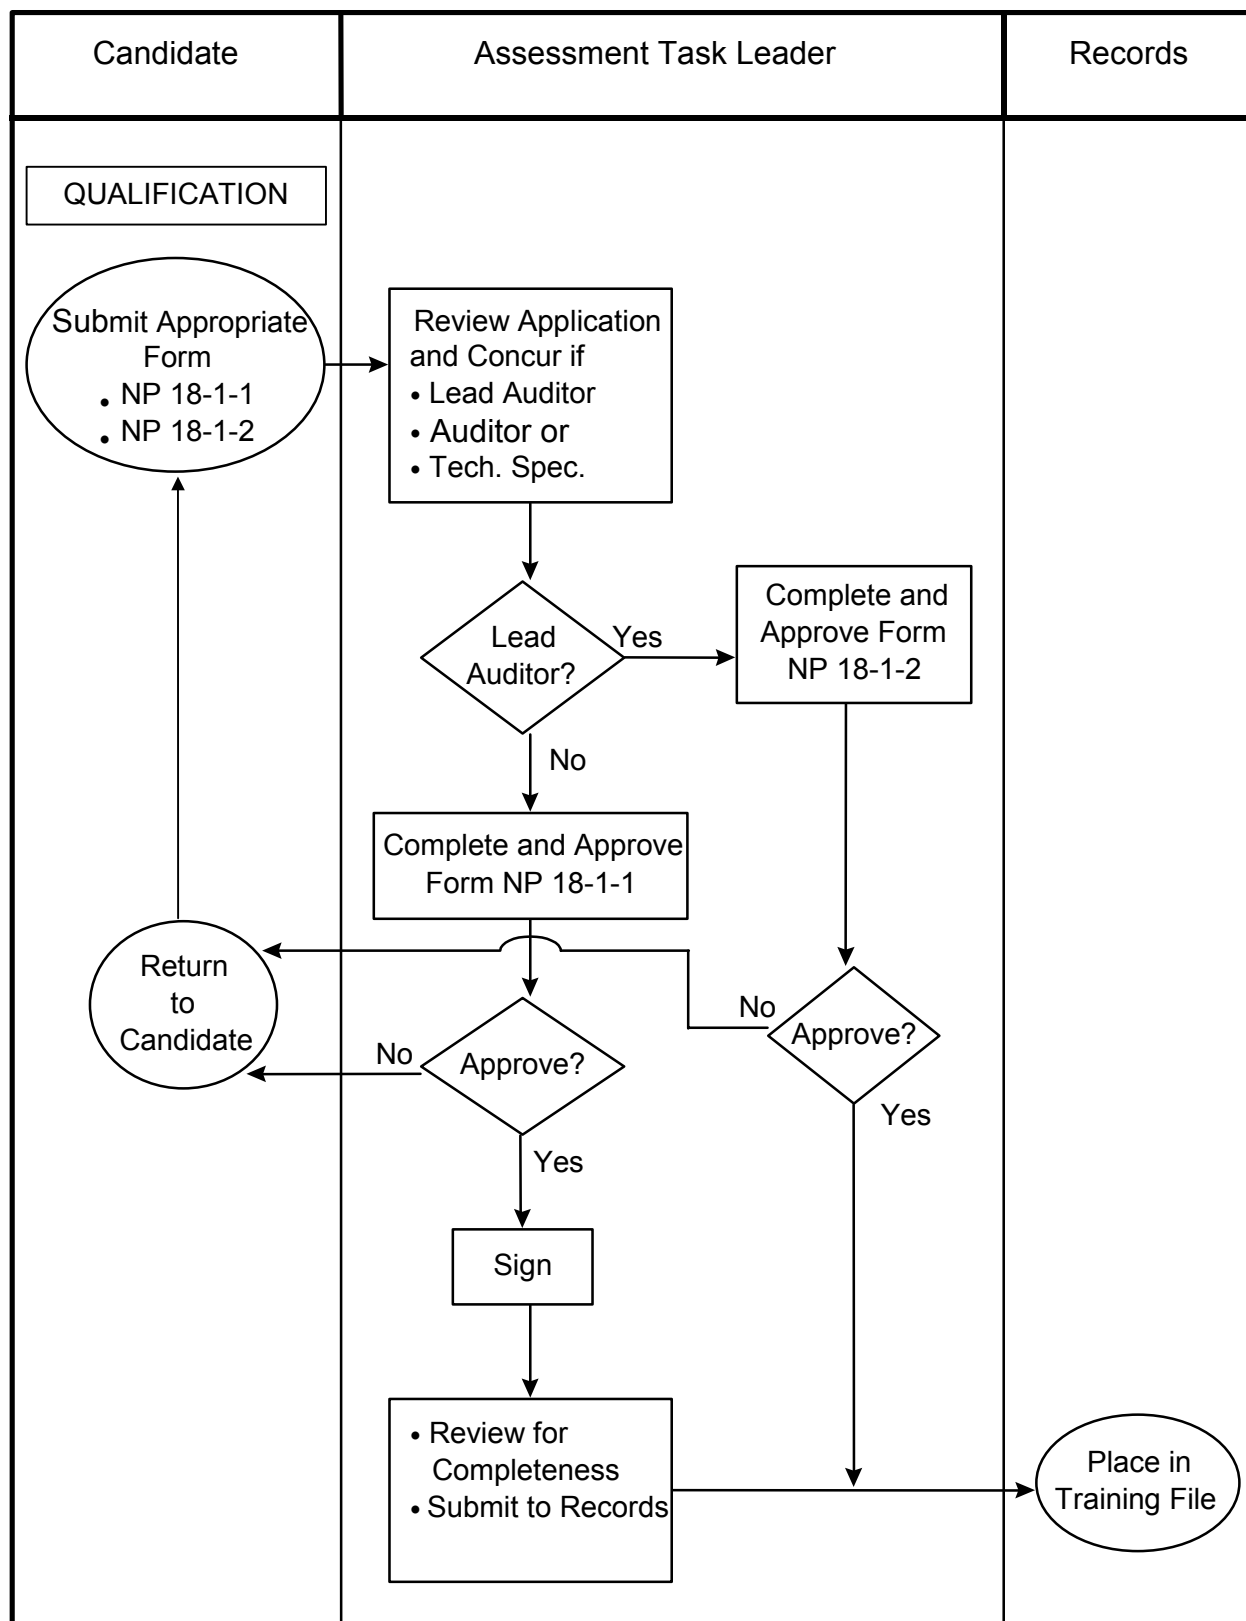 Candidate
Assessment Task Leader
Records
QUALIFICATION
Submit Appropriate
Form
• NP 18-1-1
• NP 18-1-2
Review Application
and Concur if
• Lead Auditor
• Auditor or
• Tech. Spec.
Lead
Auditor?
Yes
Complete and
Approve Form
NP 18-1-2
No
Complete and Approve
Form NP 18-1-1
Return
to
Candidate
No
Approve?
No
Approve?
Yes
Yes
Sign
• Review for
Completeness
• Submit to Records
Place in
Training File